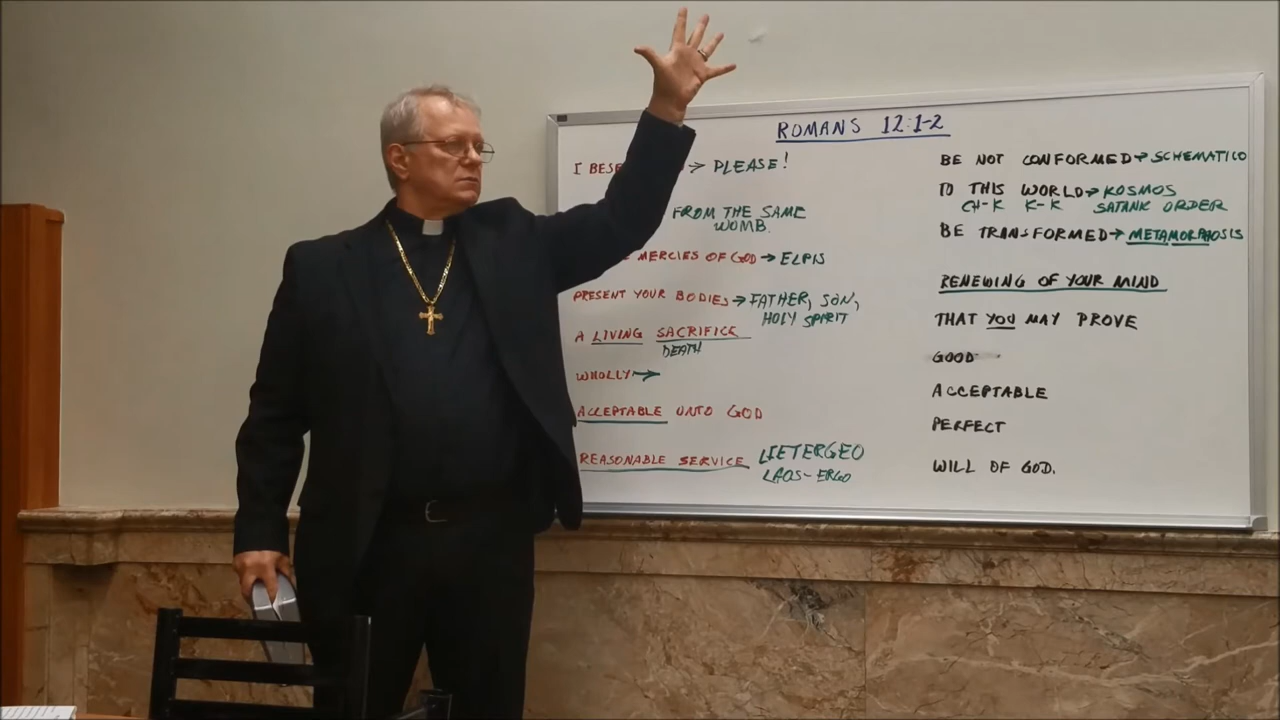 ROMANS 12:1-2
I BESE > PLEASE!
FROM THE SAME
WOMB.
MERCIES OF GOD → ELPIS
PRESENT YOUR BODIES → FATHER, SON,
HOLY SPIRIT
A LIVING SACRIFICE
DEATH
WHOLLY →
ACCEPTABLE UNTO GOD
REASONABLE SERVICE LIETERGEO
LAOS-ERGO
BE NOT CONFORMED → SCHEMATICO
TO THIS WORLD → KOSMOS
CH-K K-K SATANIC ORDER
BE TRANSFORMED → METAMORPHOSIS
RENEWING OF YOUR MIND
THAT YOU MAY PROVE
GOOD
ACCEPTABLE
PERFECT
WILL OF GOD.